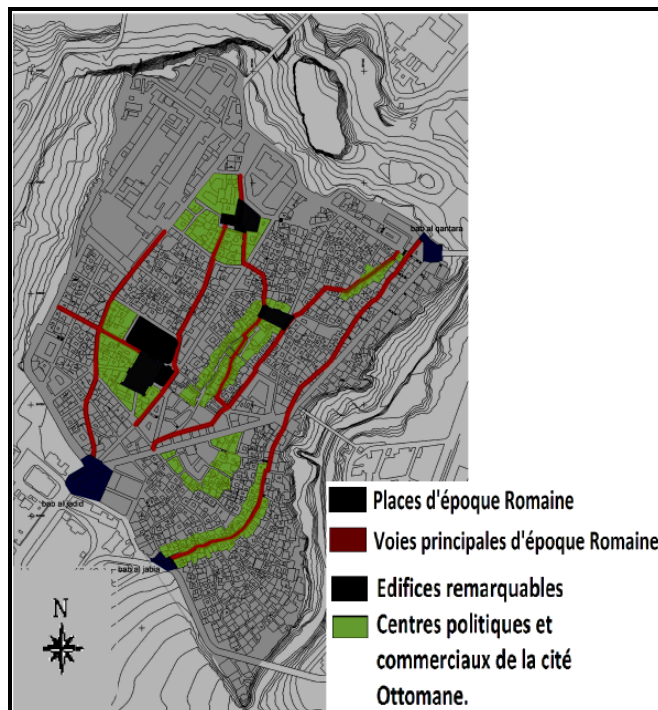 bab al qantara
bab al jadid
bab al jabia
N
Places d'époque Romaine
Voies principales d'époque Romaine
Edifices remarquables
Centres politiques et
commerciaux de la cité
Ottomane.